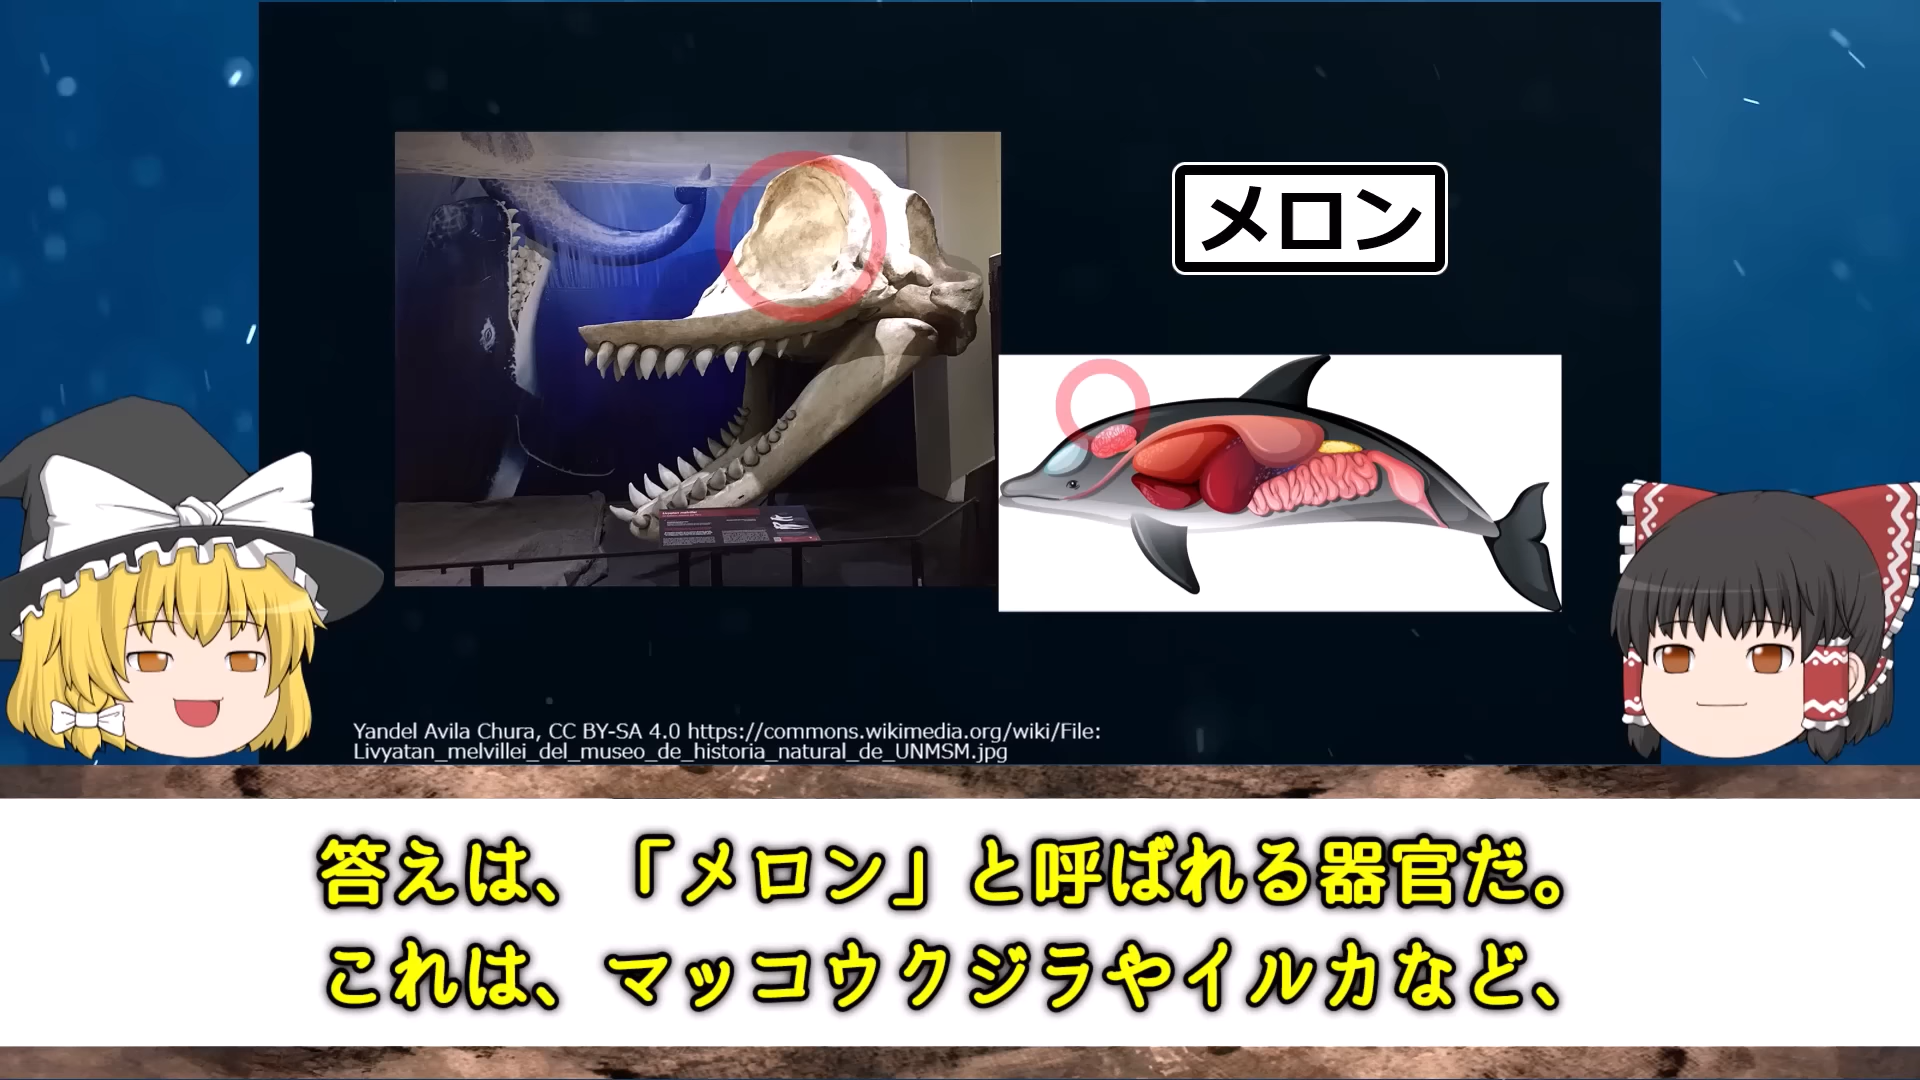 メロン
Yandel Avila Chura, CC BY-SA 4.0 https://commons.wikimedia.org/wiki/File:
Livyatan_melvillei_del_museo_de_historia_natural_de_UNMSM.jpg
答えは、「メロン」と呼ばれる器官だ。
これは、マッコウクジラやイルカなど、